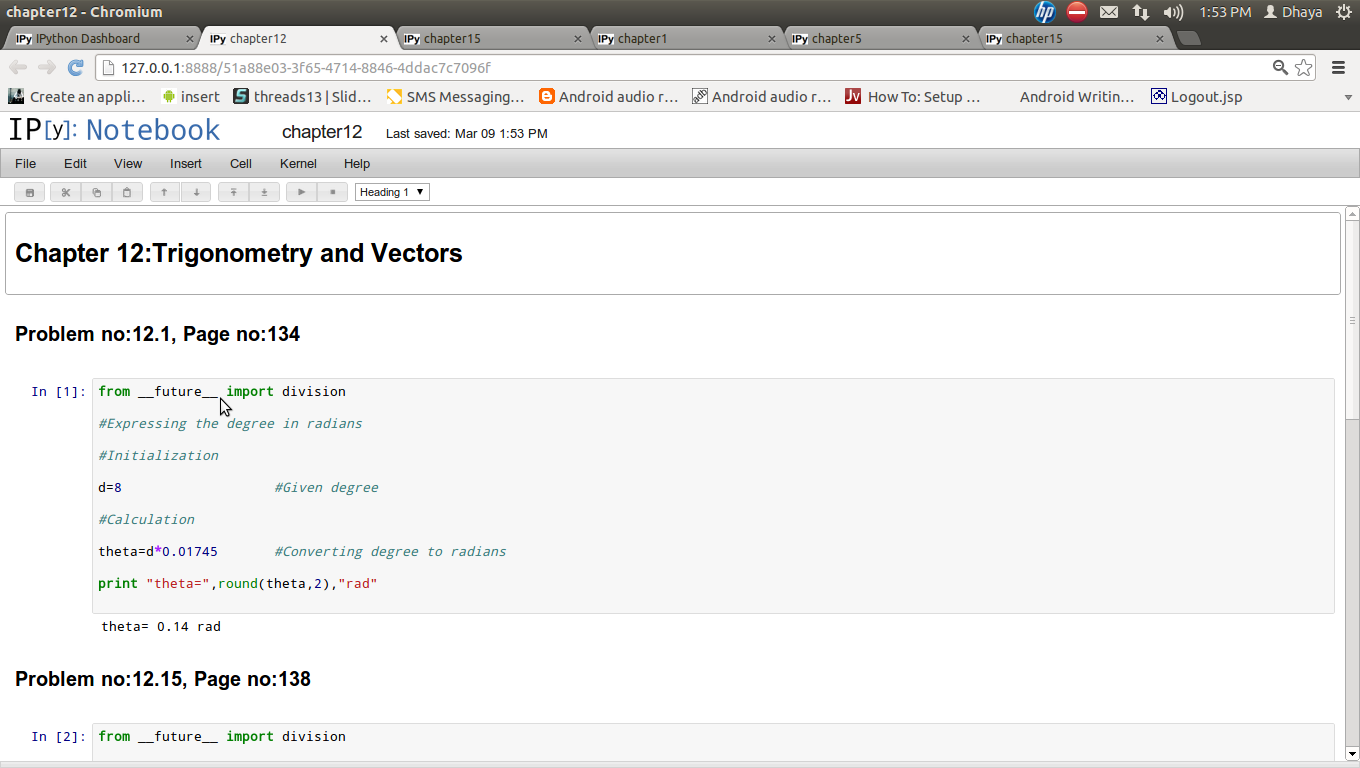 chapter12 - Chromium
hp
1:53 PM Dhaya
IPy IPython Dashboard × IPy chapter12 × IPy chapter15 × IPy chapter1 × IPy chapter5 × IPy chapter15 ×
127.0.0.1:8888/51a88e03-3f65-4714-8846-4ddac7c7096f
Create an appli... insert threads13 | Slid... SMS Messaging... Android audio r... Android audio r... JV How To: Setup ... Android Writin... Logout.jsp
IP[y]: Notebook chapter12 Last saved: Mar 09 1:53 PM
File Edit View Insert Cell Kernel Help
Heading 1
Chapter 12:Trigonometry and Vectors
Problem no:12.1, Page no:134
In [1]: from __future__ import division
#Expressing the degree in radians
#Initialization
d=8 #Given degree
#Calculation
theta=d*0.01745 #Converting degree to radians
print "theta=",round(theta,2),"rad"
theta= 0.14 rad
Problem no:12.15, Page no:138
In [2]: from __future__ import division